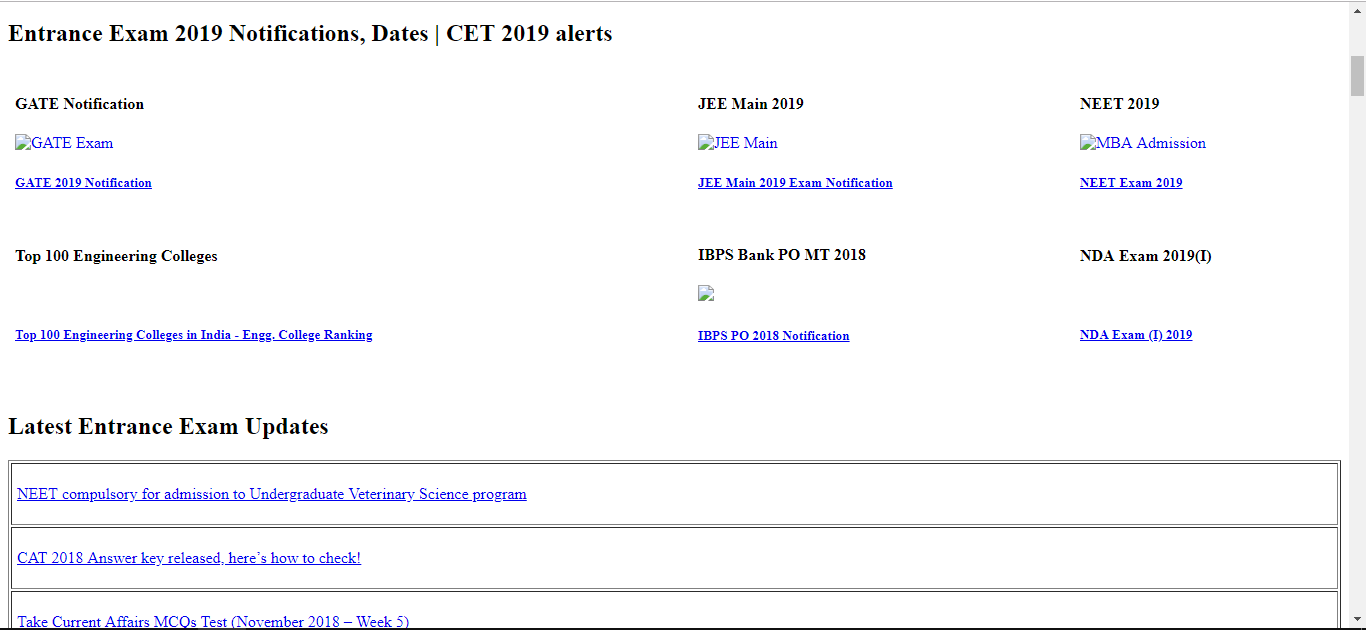 Entrance Exam 2019 Notifications, Dates | CET 2019 alerts
GATE Notification
JEE Main 2019
NEET 2019
GATE Exam
JEE Main
MBA Admission
GATE 2019 Notification
JEE Main 2019 Exam Notification
NEET Exam 2019
Top 100 Engineering Colleges
IBPS Bank PO MT 2018
NDA Exam 2019(I)
Top 100 Engineering Colleges in India - Engg. College Ranking
IBPS PO 2018 Notification
NDA Exam (I) 2019
Latest Entrance Exam Updates
NEET compulsory for admission to Undergraduate Veterinary Science program
CAT 2018 Answer key released, here’s how to check!
Take Current Affairs MCQs Test (November 2018 – Week 5)